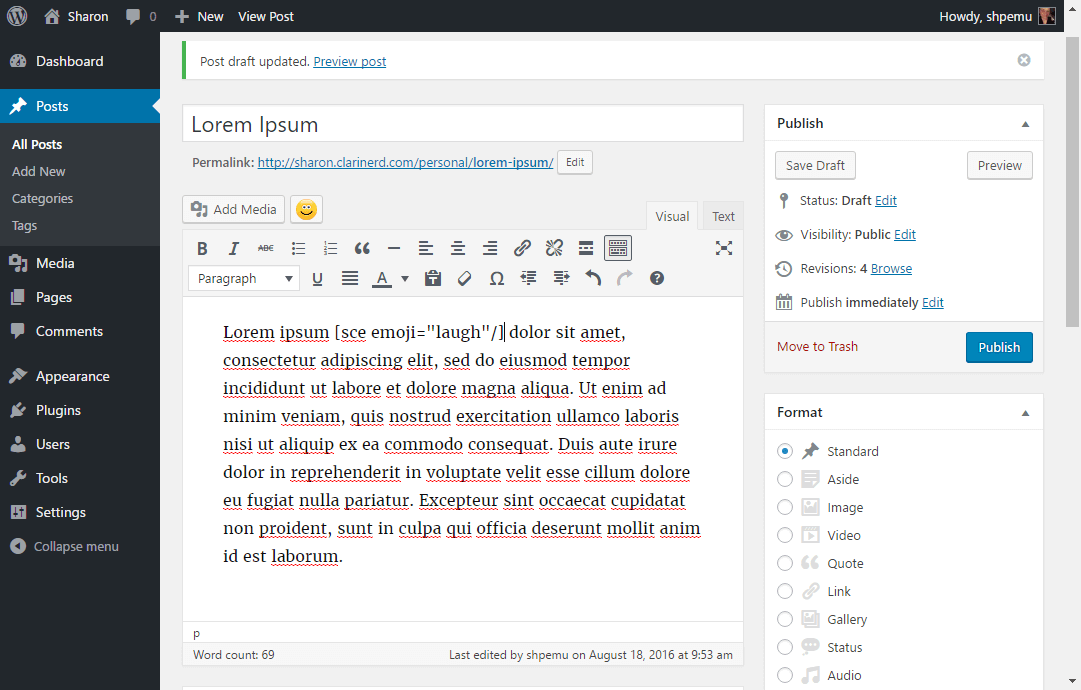 Sharon 0 New View Post Howdy, shpemu
Dashboard
Posts
All Posts
Add New
Categories
Tags
Media
Pages
Comments
Appearance
Plugins
Users
Tools
Settings
Collapse menu
Post draft updated. Preview post
Lorem Ipsum
Permalink: http://sharon.clarinerd.com/personal/lorem-ipsum/ Edit
Add Media
Visual Text
B I ABC
Paragraph U A Ω
Lorem ipsum [sce emoji="laugh"/] dolor sit amet,
consectetur adipiscing elit, sed do eiusmod tempor
incididunt ut labore et dolore magna aliqua. Ut enim ad
minim veniam, quis nostrud exercitation ullamco laboris
nisi ut aliquip ex ea commodo consequat. Duis aute irure
dolor in reprehenderit in voluptate velit esse cillum dolore
eu fugiat nulla pariatur. Excepteur sint occaecat cupidatat
non proident, sunt in culpa qui officia deserunt mollit anim
id est laborum.
p
Word count: 69 Last edited by shpemu on August 18, 2016 at 9:53 am
Publish
Save Draft Preview
Status: Draft Edit
Visibility: Public Edit
Revisions: 4 Browse
Publish immediately Edit
Move to Trash Publish
Format
Standard
Aside
Image
Video
Quote
Link
Gallery
Status
Audio